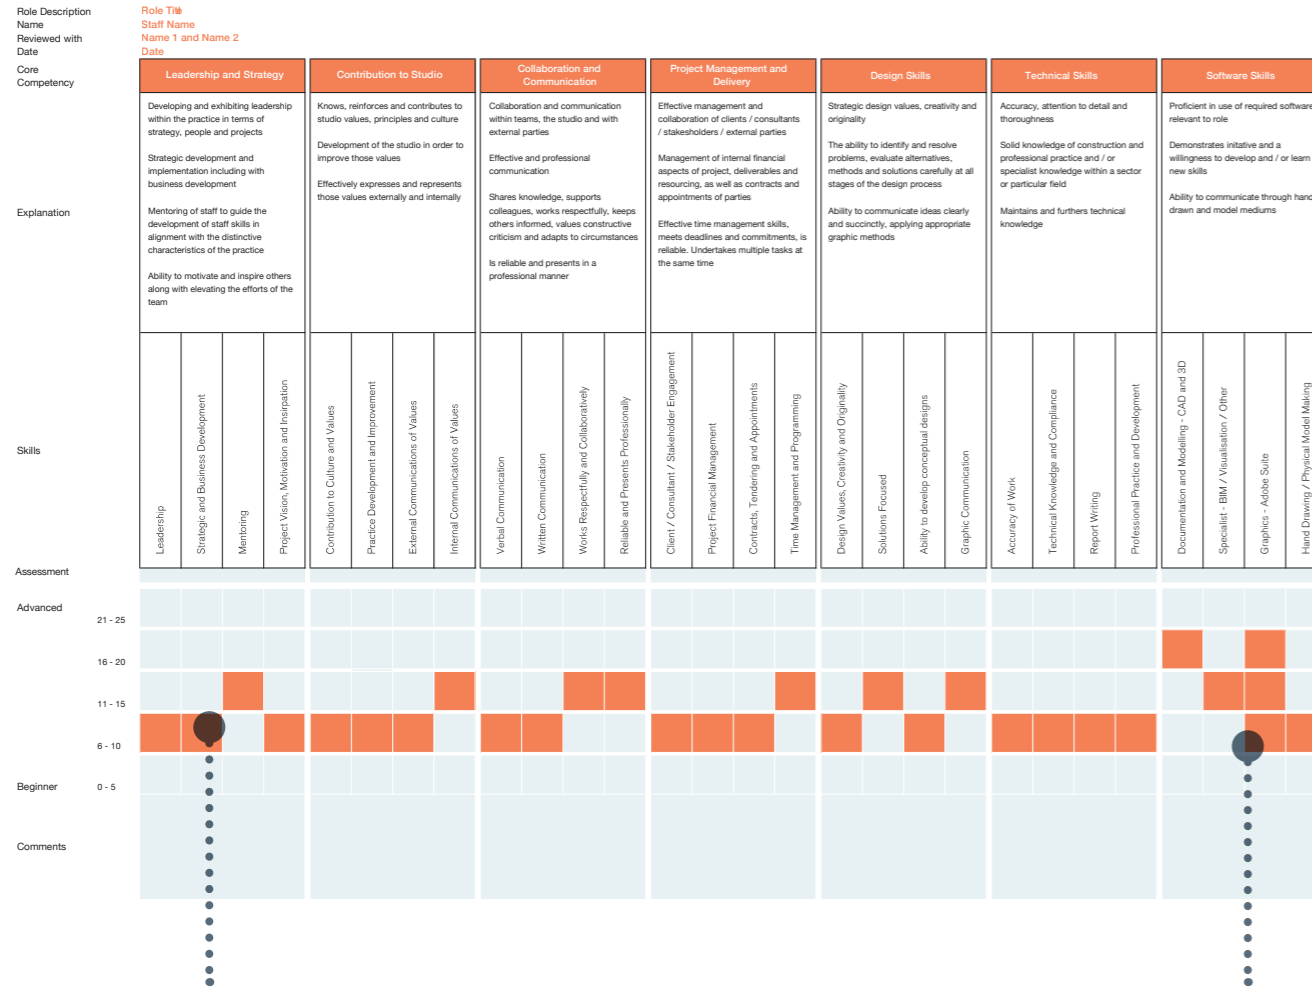 Role Description
Role Title
Name
Staff Name
Reviewed with
Name 1 and Name 2
Date
Date
Core
Competency
Leadership and Strategy
Contribution to Studio
Collaboration and
Communication
Project Management and
Delivery
Design Skills
Technical Skills
Software Skills
Explanation
Developing and exhibiting leadership
within the practice in terms of
strategy, people and projects
Strategic development and
implementation including with
business development
Mentoring of staff to guide the
development of staff skills in
alignment with the distinctive
characteristics of the practice
Ability to motivate and inspire others
along with elevating the efforts of the
team
Knows, reinforces and contributes to
studio values, principles and culture
Development of the studio in order to
improve those values
Effectively expresses and represents
those values externally and internally
Collaboration and communication
within teams, the studio and with
external parties
Effective and professional
communication
Shares knowledge, supports
colleagues, works respectfully, keeps
others informed, values constructive
criticism and adapts to circumstances
Is reliable and presents in a
professional manner
Effective management and
collaboration of clients / consultants
/ stakeholders / external parties
Management of internal financial
aspects of project, deliverables and
resourcing, as well as contracts and
appointments of parties
Effective time management skills,
meets deadlines and commitments, is
reliable. Undertakes multiple tasks at
the same time
Strategic design values, creativity and
originality
The ability to identify and resolve
problems, evaluate alternatives,
methods and solutions carefully at all
stages of the design process
Ability to communicate ideas clearly
and succinctly, applying appropriate
graphic methods
Accuracy, attention to detail and
thoroughness
Solid knowledge of construction and
professional practice and / or
specialist knowledge within a sector
or particular field
Maintains and furthers technical
knowledge
Proficient in use of required software
relevant to role
Demonstrates initative and a
willingness to develop and / or learn
new skills
Ability to communicate through hand
drawn and model mediums
Skills
Leadership
Strategic and Business Development
Mentoring
Project Vision, Motivation and Insirpation
Contribution to Culture and Values
Practice Development and Improvement
External Communications of Values
Internal Communications of Values
Verbal Communication
Written Communication
Works Respectfully and Collaboratively
Reliable and Presents Professionally
Client / Consultant / Stakeholder Engagement
Project Financial Management
Contracts, Tendering and Appointments
Time Management and Programming
Design Values, Creativity and Originality
Solutions Focused
Ability to develop conceptual designs
Graphic Communication
Accuracy of Work
Technical Knowledge and Compliance
Report Writing
Professional Practice and Development
Documentation and Modelling - CAD and 3D
Specialist - BIM / Visualisation / Other
Graphics - Adobe Suite
Hand Drawing / Physical Model Making
Assessment
Advanced
21 - 25
16 - 20
11 - 15
6 - 10
Beginner
0 - 5
Comments